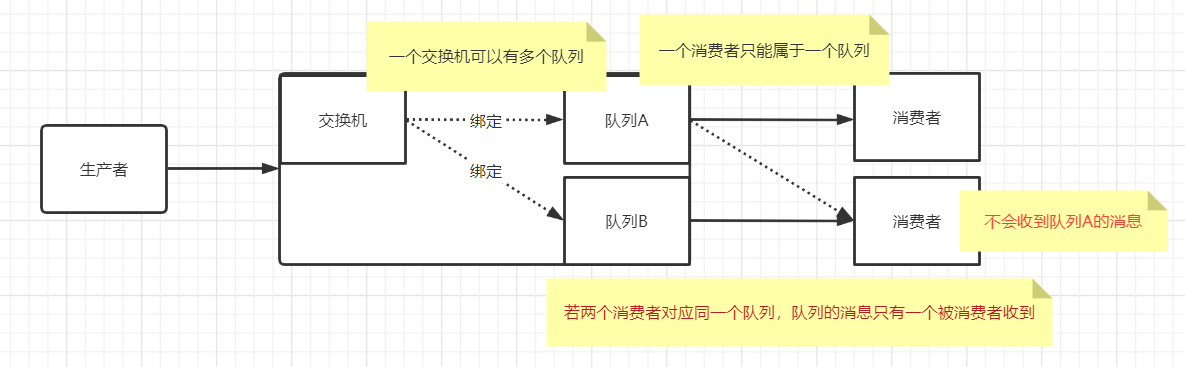 一个交换机可以有多个队列
一个消费者只能属于一个队列
生产者
交换机
绑定
绑定
队列A
队列B
消费者
消费者
不会收到队列A的消息
若两个消费者对应同一个队列，队列的消息只有一个被消费者收到